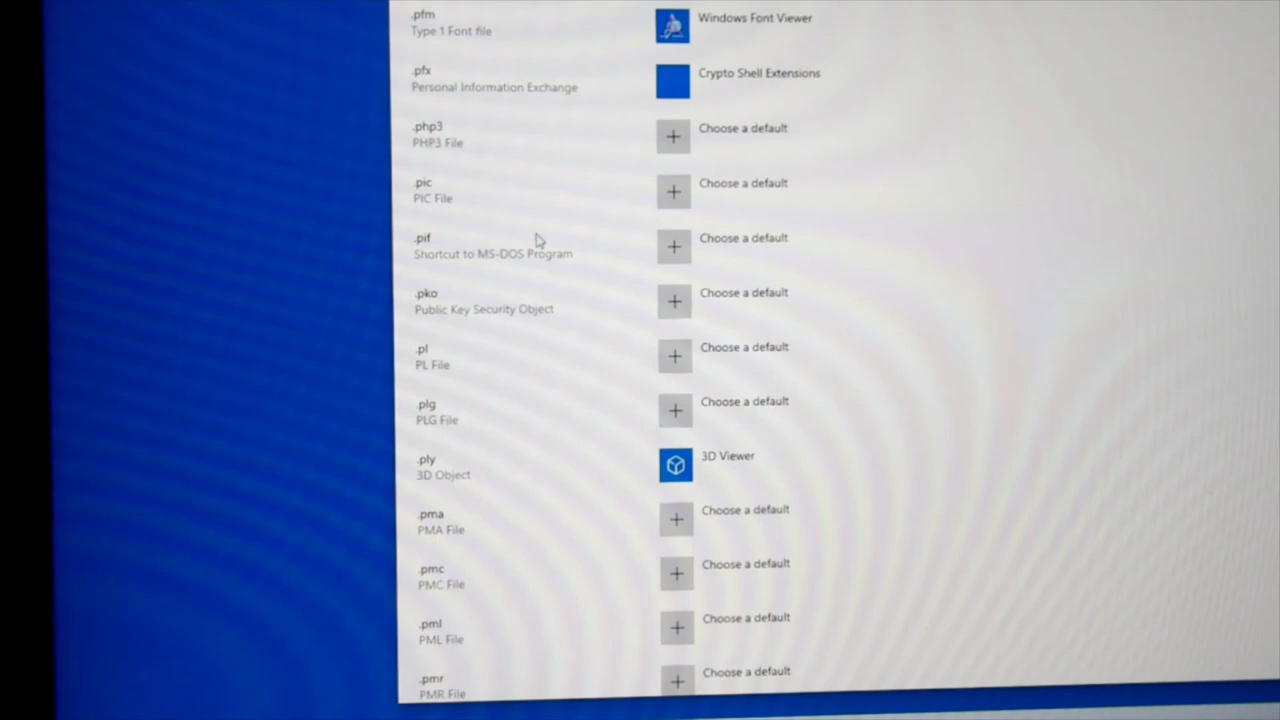 .pfm
Type 1 Font file
Windows Font Viewer
.pfx
Personal Information Exchange
Crypto Shell Extensions
.php3
PHP3 File
Choose a default
.pic
PIC File
Choose a default
.pif
Shortcut to MS-DOS Program
Choose a default
.pko
Public Key Security Object
Choose a default
.pl
PL File
Choose a default
.plg
PLG File
Choose a default
.ply
3D Object
3D Viewer
.pma
PMA File
Choose a default
.pmc
PMC File
Choose a default
.pml
PML File
Choose a default
.pmr
PMR File
Choose a default